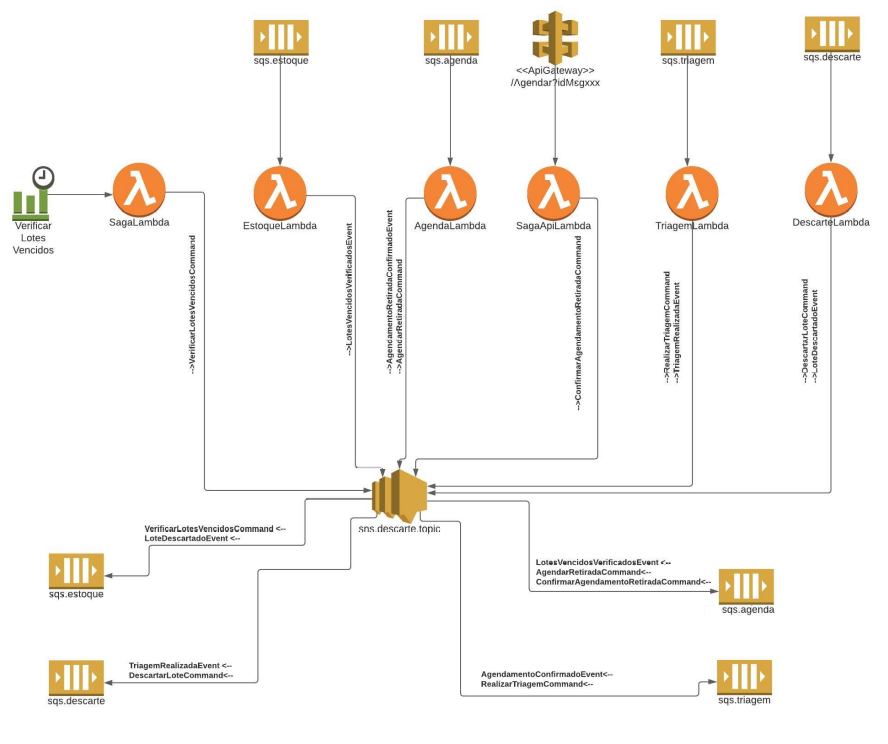 sqs.estoque
sqs.agenda
<<ApiGateway>>
/Agendar?idMsgxxx
sqs.triagem
sqs.descarte
Verificar
Lotes
Vencidos
SagaLambda
EstoqueLambda
AgendaLambda
SagaApiLambda
TriagemLambda
DescarteLambda
-->VerificarLotesVencidosCommand
-->LotesVencidosVerificadosEvent
-->AgendamentoRetiradaConfirmadoEvent
-->AgendarRetiradaCommand
-->ConfirmarAgendamentoRetiradaCommand
-->RealizarTriagemCommand
-->TriagemRealizadaEvent
-->DescartarLoteCommand
-->LoteDescartadoEvent
sns.descarte.topic
VerificarLotesVencidosCommand <--
LoteDescartadoEvent <--
sqs.estoque
LotesVencidosVerificadosEvent <--
AgendarRetiradaCommand<--
ConfirmarAgendamentoRetiradaCommand<--
sqs.agenda
TriagemRealizadaEvent <--
DescartarLoteCommand<--
sqs.descarte
AgendamentoConfirmadoEvent<--
RealizarTriagemCommand<--
sqs.triagem